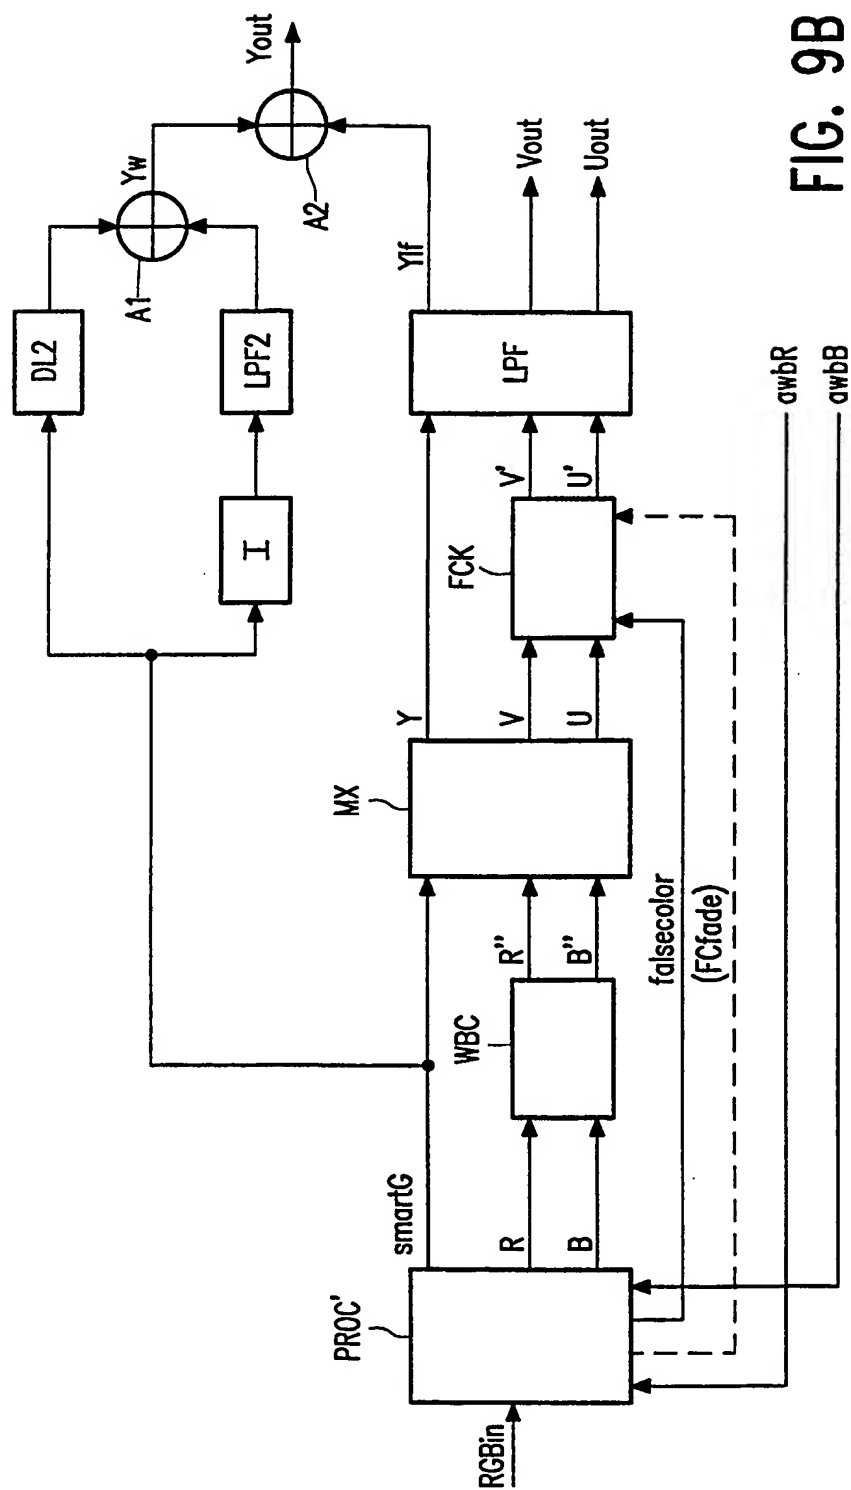 RGBin
PROC'
smartG
R
B
WBC
R''
B''
falsecolor
(FCfade)
MX
Y
V
U
FCK
V'
U'
I
DL2
LPF2
LPF
A1
Yw
Ylf
A2
Yout
Vout
Uout
awbR
awbB
FIG. 9B